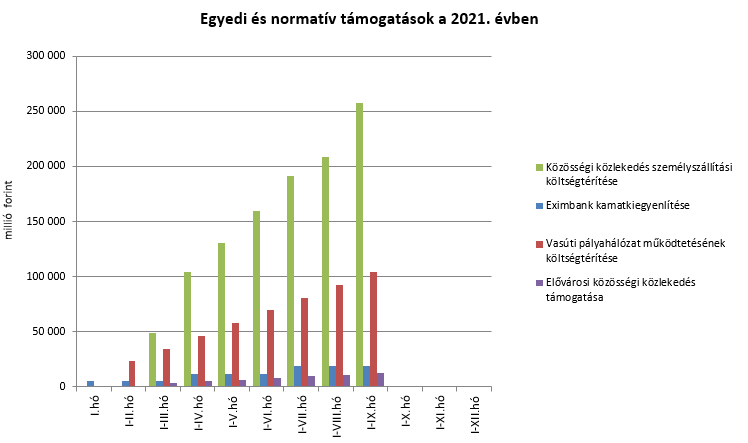 Egyedi és normatív támogatások a 2021. évben
300 000
250 000
200 000
150 000
100 000
50 000
0
millió forint
I.hó
I-II.hó
I-III.hó
I-IV.hó
I-V.hó
I-VI.hó
I-VII.hó
I-VIII.hó
I-IX.hó
I-X.hó
I-XI.hó
I-XII.hó
Közösségi közlekedés személyszállítási
költségtérítése
Eximbank kamatkiegyenlítése
Vasúti pályahálózat működtetésének
költségtérítése
Elővárosi közösségi közlekedés
támogatása